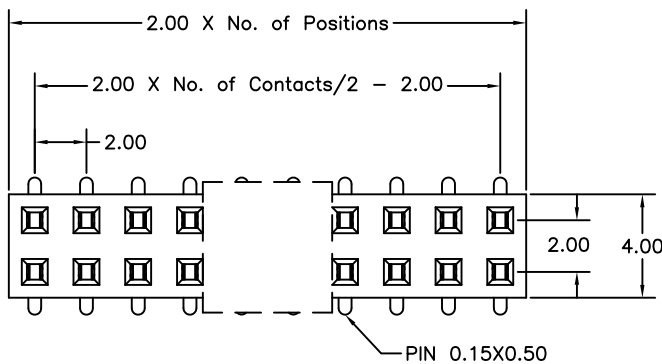 2.00 X No. of Positions
2.00 X No. of Contacts/2 - 2.00
2.00
2.00
4.00
PIN 0.15X0.50